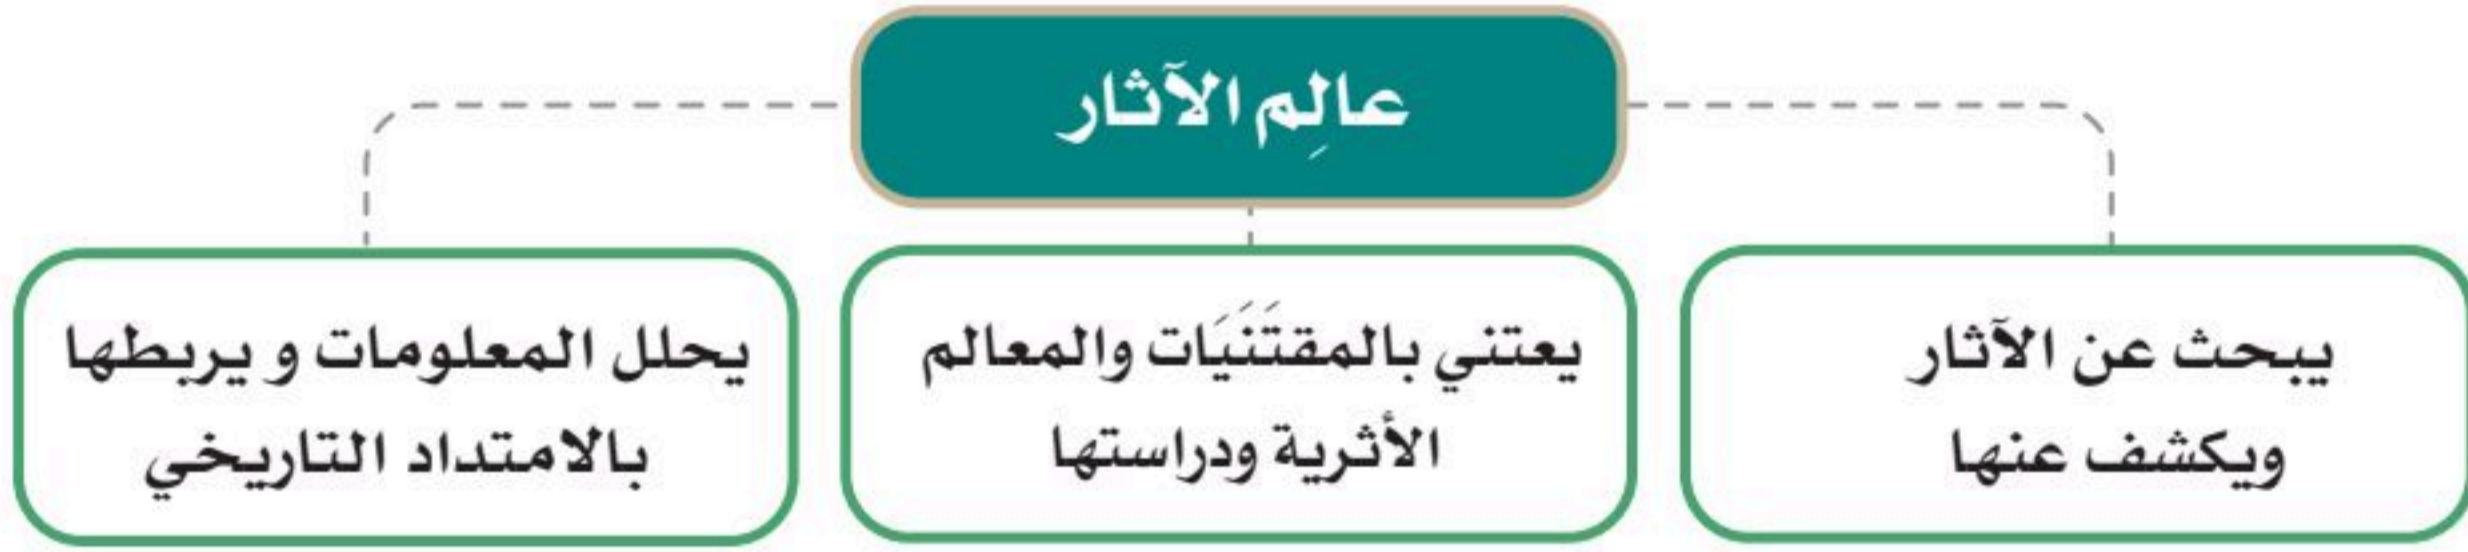 عالِم الآثار
يبحث عن الآثار
ويكشف عنها
يعتني بالمقتَنَيَات والمعالم
الأثرية ودراستها
يحلل المعلومات و يربطها
بالامتداد التاريخي